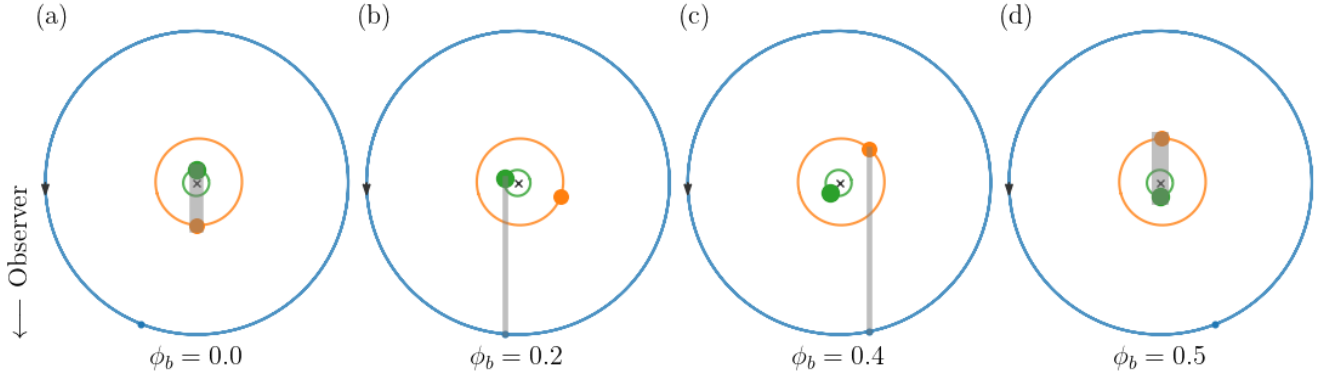 (a)
(b)
(c)
(d)
← Observer
ϕ_b = 0.0
ϕ_b = 0.2
ϕ_b = 0.4
ϕ_b = 0.5